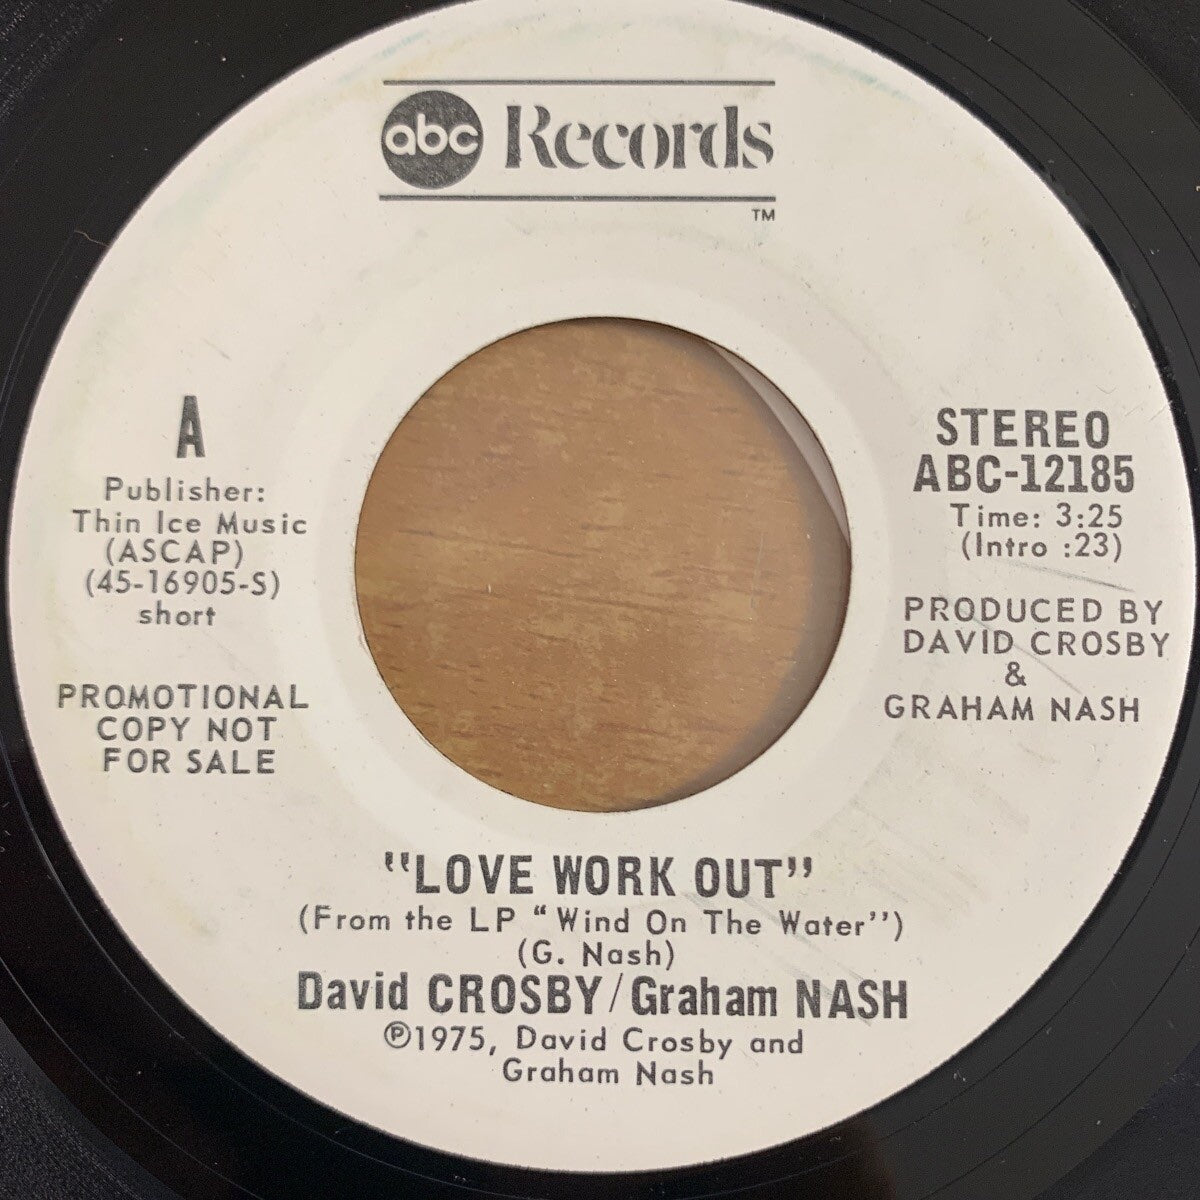 abc Records
TM
A
Publisher:
Thin Ice Music
(ASCAP)
(45-16905-S)
short
PROMOTIONAL
COPY NOT
FOR SALE
STEREO
ABC-12185
Time: 3:25
(Intro :23)
PRODUCED BY
DAVID CROSBY
&
GRAHAM NASH
"LOVE WORK OUT"
(From the LP "Wind On The Water")
(G. Nash)
David CROSBY/Graham NASH
℗1975, David Crosby and
Graham Nash